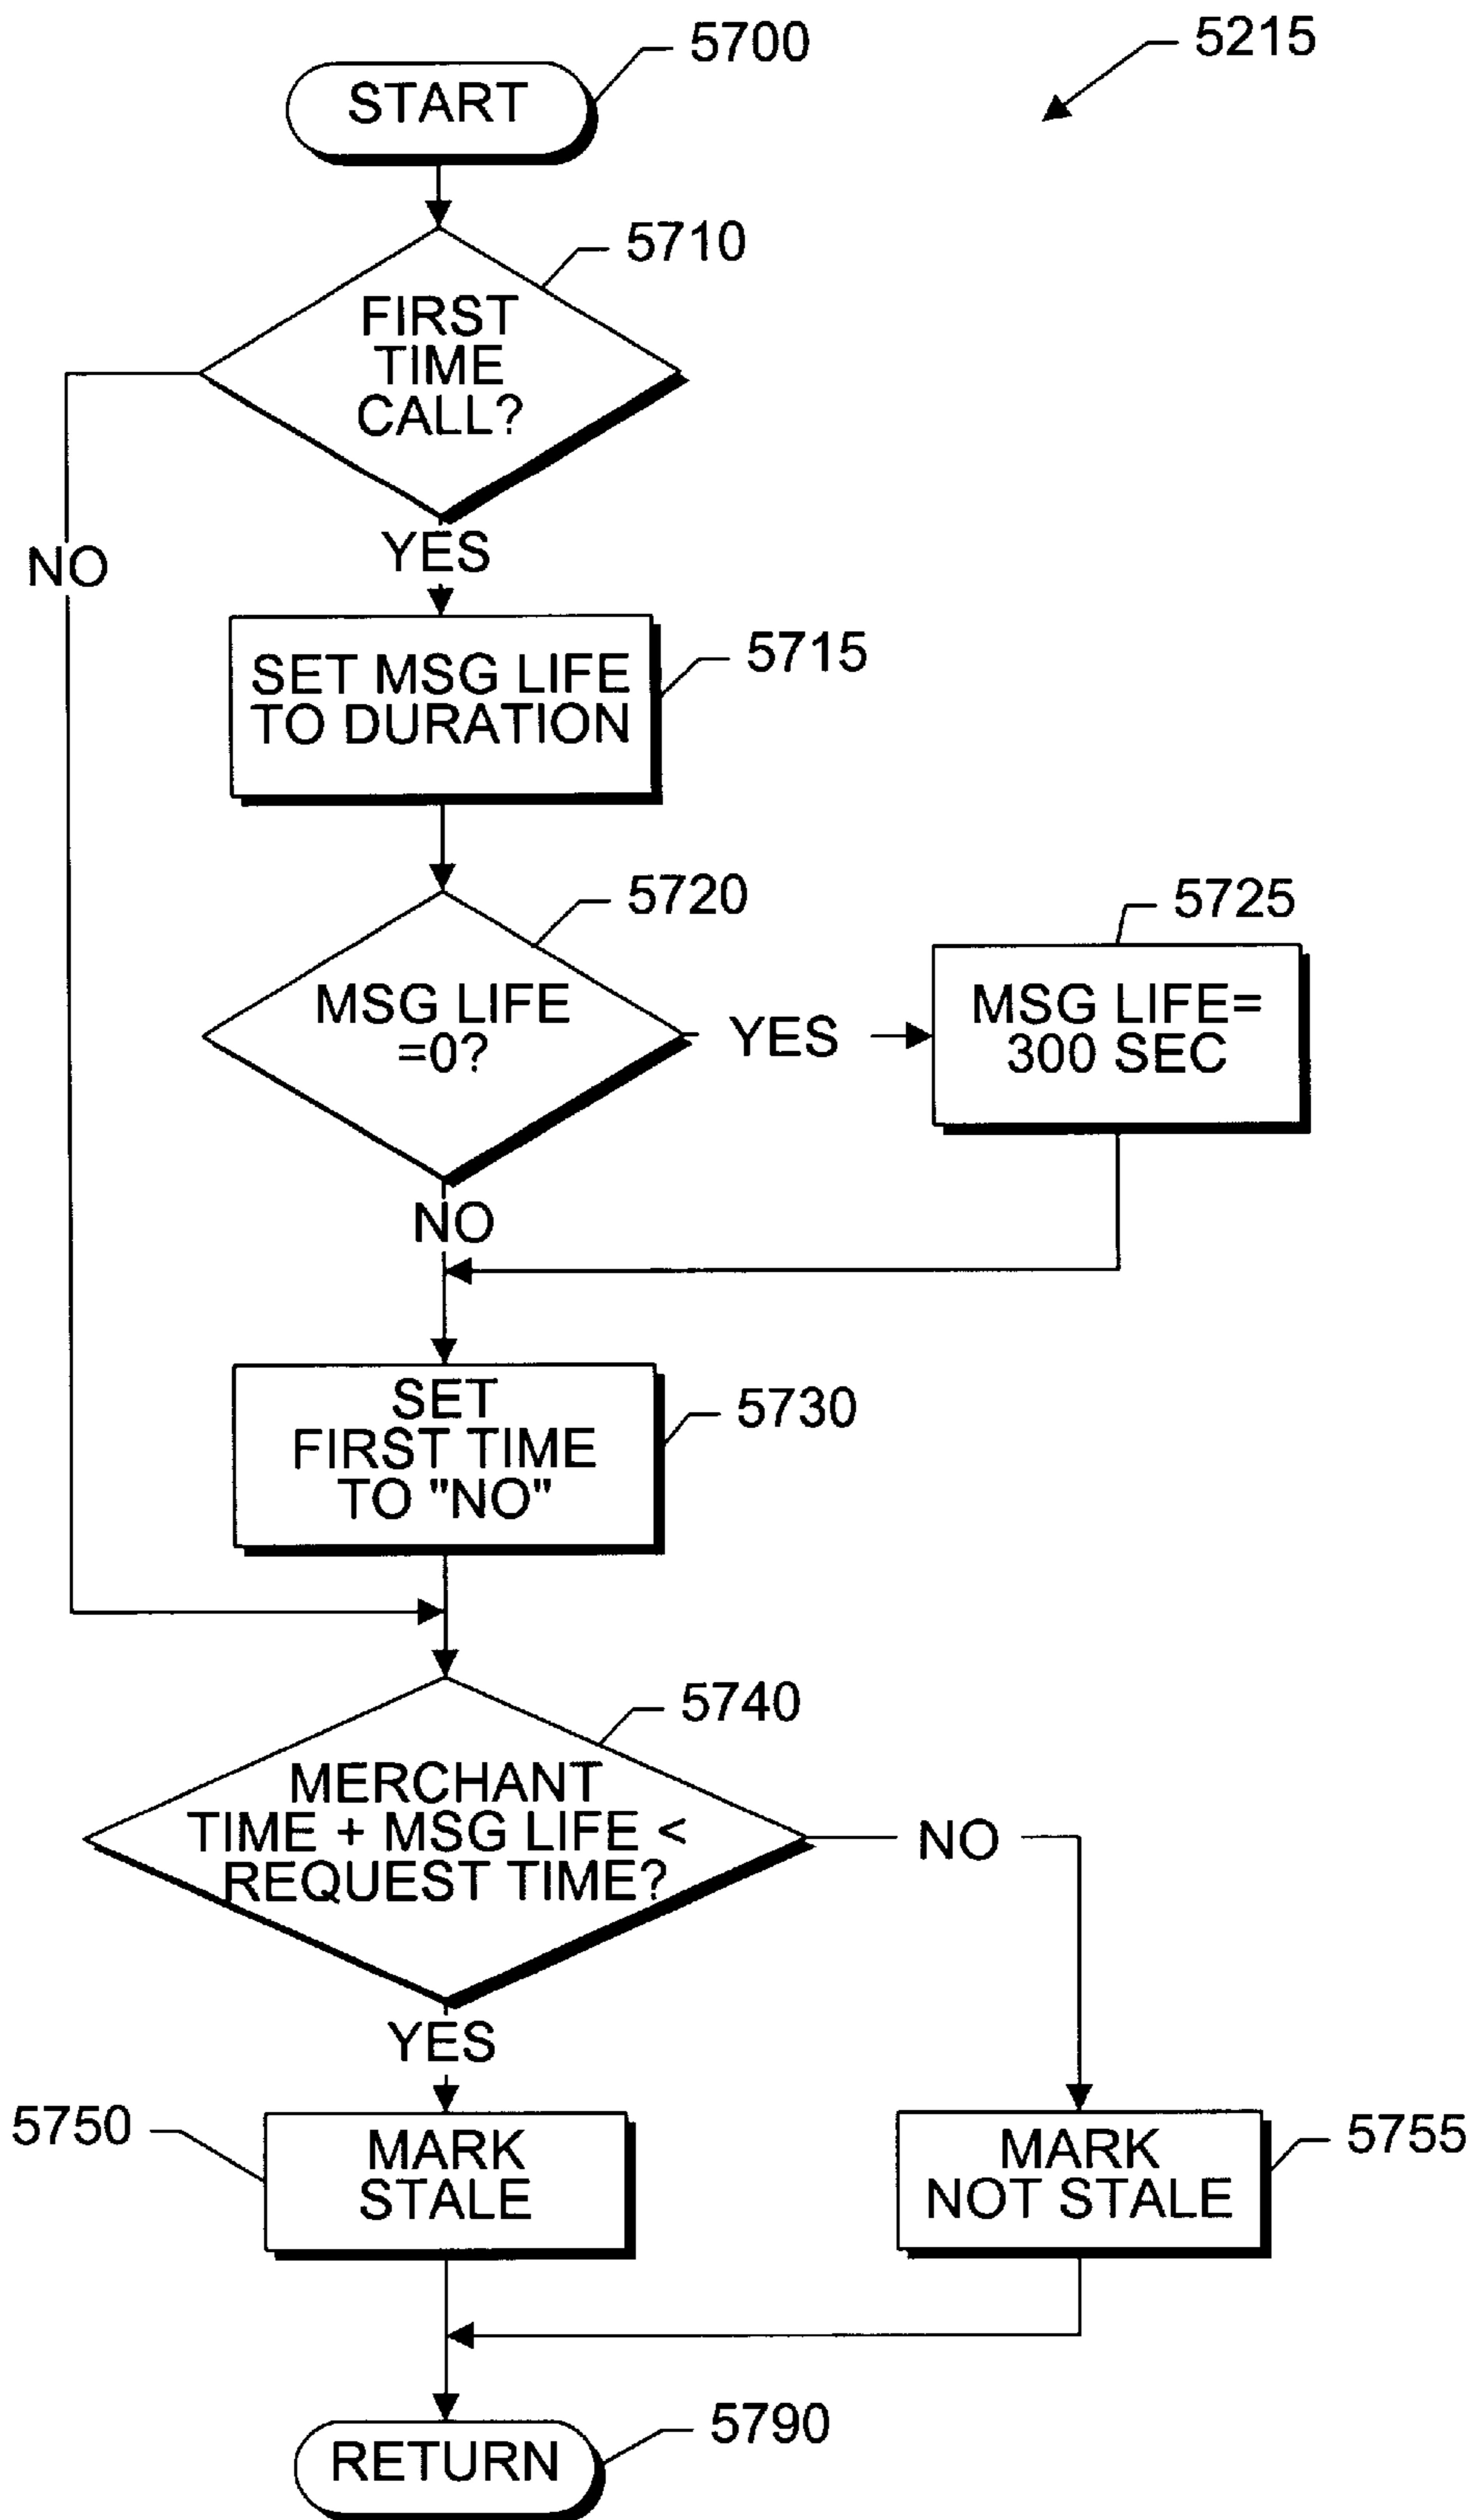 5700
5215
START
5710
FIRST
TIME
CALL?
NO
YES
5715
SET MSG LIFE
TO DURATION
5720
5725
MSG LIFE
=0?
YES
MSG LIFE=
300 SEC
NO
5730
SET
FIRST TIME
TO "NO"
5740
MERCHANT
TIME + MSG LIFE <
REQUEST TIME?
NO
YES
5750
MARK
STALE
MARK
NOT STALE
5755
5790
RETURN